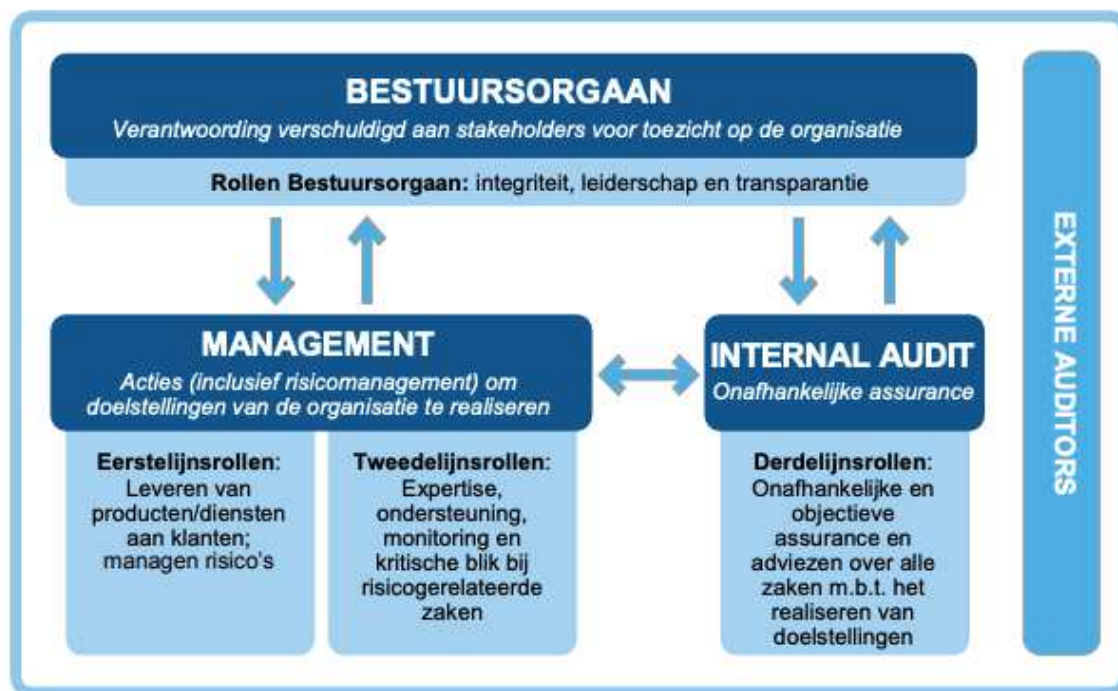 BESTUURSORGAAN
Verantwoording verschuldigd aan stakeholders voor toezicht op de organisatie
Rollen Bestuursorgaan: integriteit, leiderschap en transparantie
MANAGEMENT
Acties (inclusief risicomanagement) om
doelstellingen van de organisatie te realiseren
Eerstelijnsrollen:
Leveren van
producten/diensten
aan klanten;
managen risico's
Tweedelijnsrollen:
Expertise,
ondersteuning,
monitoring en
kritische blik bij
risicogerelateerde
zaken
INTERNAL AUDIT
Onafhankelijke assurance
Derdelijnsrollen:
Onafhankelijke en
objectieve
assurance en
adviezen over alle
zaken m.b.t. het
realiseren van
doelstellingen
EXTERNE AUDITORS